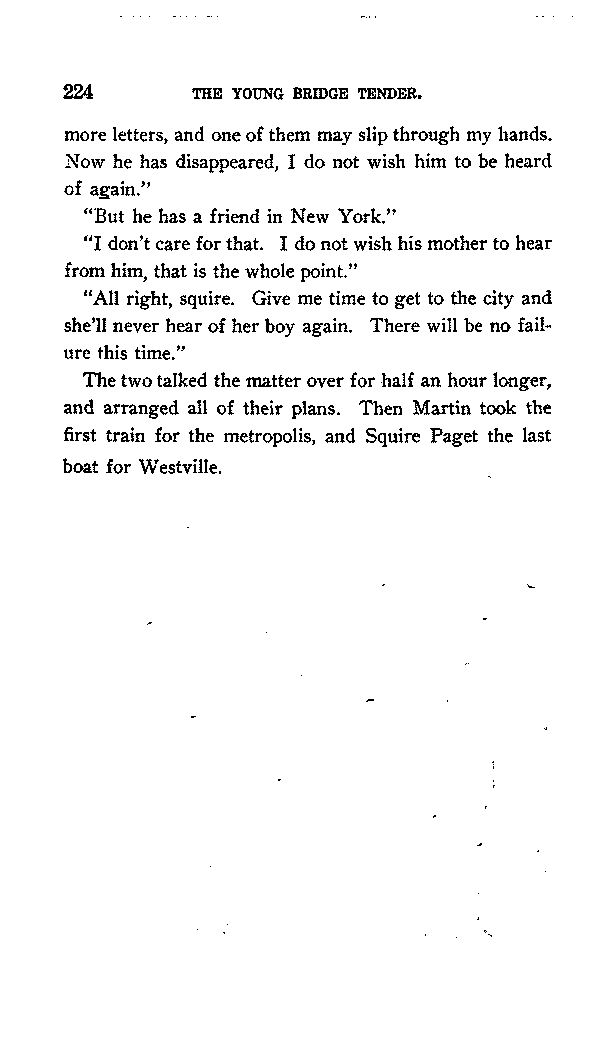 224 THE YOUNG BRIDGE TENDER.
more letters, and one of them may slip through my hands.
Now he has disappeared, I do not wish him to be heard
of again."
"But he has a friend in New York."
"I don't care for that. I do not wish his mother to hear
from him, that is the whole point."
"All right, squire. Give me time to get to the city and
she'll never hear of her boy again. There will be no fail-
ure this time."
The two talked the matter over for half an hour longer,
and arranged all of their plans. Then Martin took the
first train for the metropolis, and Squire Paget the last
boat for Westville.